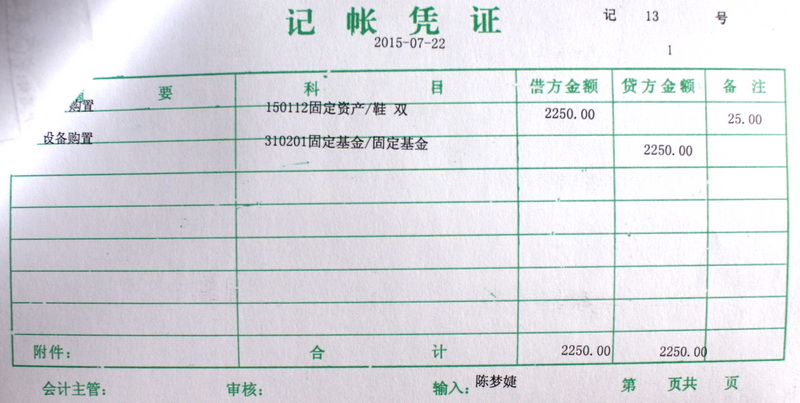 记帐凭证
记 13 号
2015-07-22
1
要 科 目 借方金额 贷方金额 备 注
购置 150112固定资产/鞋 双 2250.00 25.00
设备购置 310201固定基金/固定基金 2250.00
附件: 合 计 2250.00 2250.00
会计主管: 审核: 输入: 陈梦婕 第 页共 页